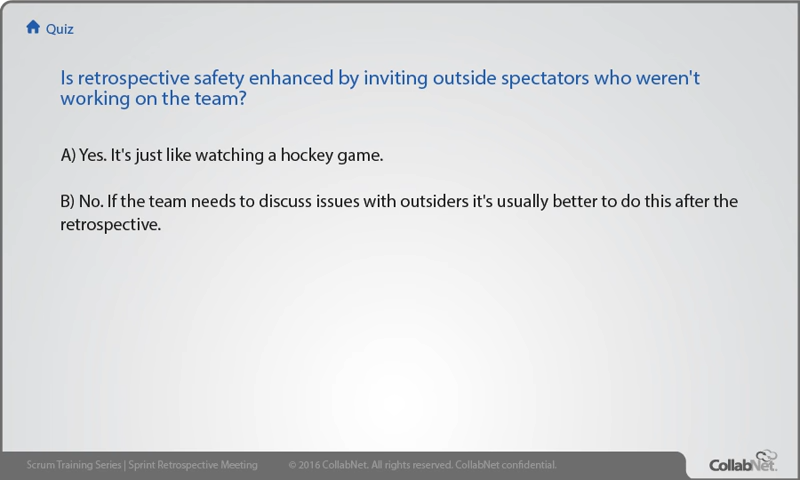 Quiz
Is retrospective safety enhanced by inviting outside spectators who weren't
working on the team?
A) Yes. It's just like watching a hockey game.
B) No. If the team needs to discuss issues with outsiders it's usually better to do this after the
retrospective.
Scrum Training Series | Sprint Retrospective Meeting © 2016 CollabNet. All rights reserved. CollabNet confidential.
CollabNet.